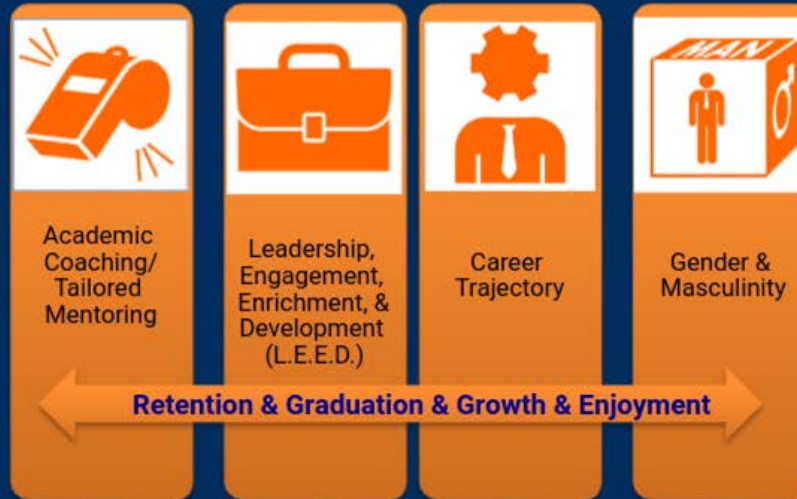 MAN
Academic
Coaching/
Tailored
Mentoring
Leadership,
Engagement,
Enrichment, &
Development
(L.E.E.D.)
Career
Trajectory
Gender &
Masculinity
Retention & Graduation & Growth & Enjoyment